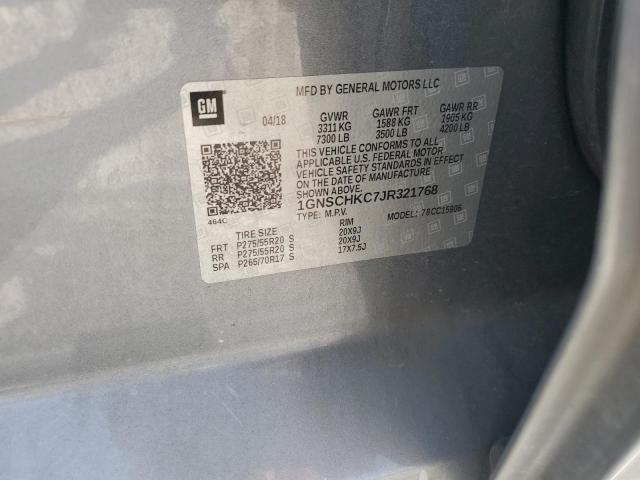 MFD BY GENERAL MOTORS LLC
GM
04/18 GVWR GAWR FRT GAWR RR
3311 KG 1588 KG 1905 KG
7300 LB 3500 LB 4200 LB
THIS VEHICLE CONFORMS TO ALL
APPLICABLE U.S. FEDERAL MOTOR
VEHICLE SAFETY STANDARDS IN EFFECT
ON THE DATE OF MANUFACTURE
SHOWN ABOVE.
1GNSCHKC7JR321768
464C TYPE: M.P.V. MODEL: 78CC15906
TIRE SIZE RIM
FRT P275/55R20 S 20X9J
RR P275/55R20 S 20X9J
SPA P265/70R17 S 17X7.5J